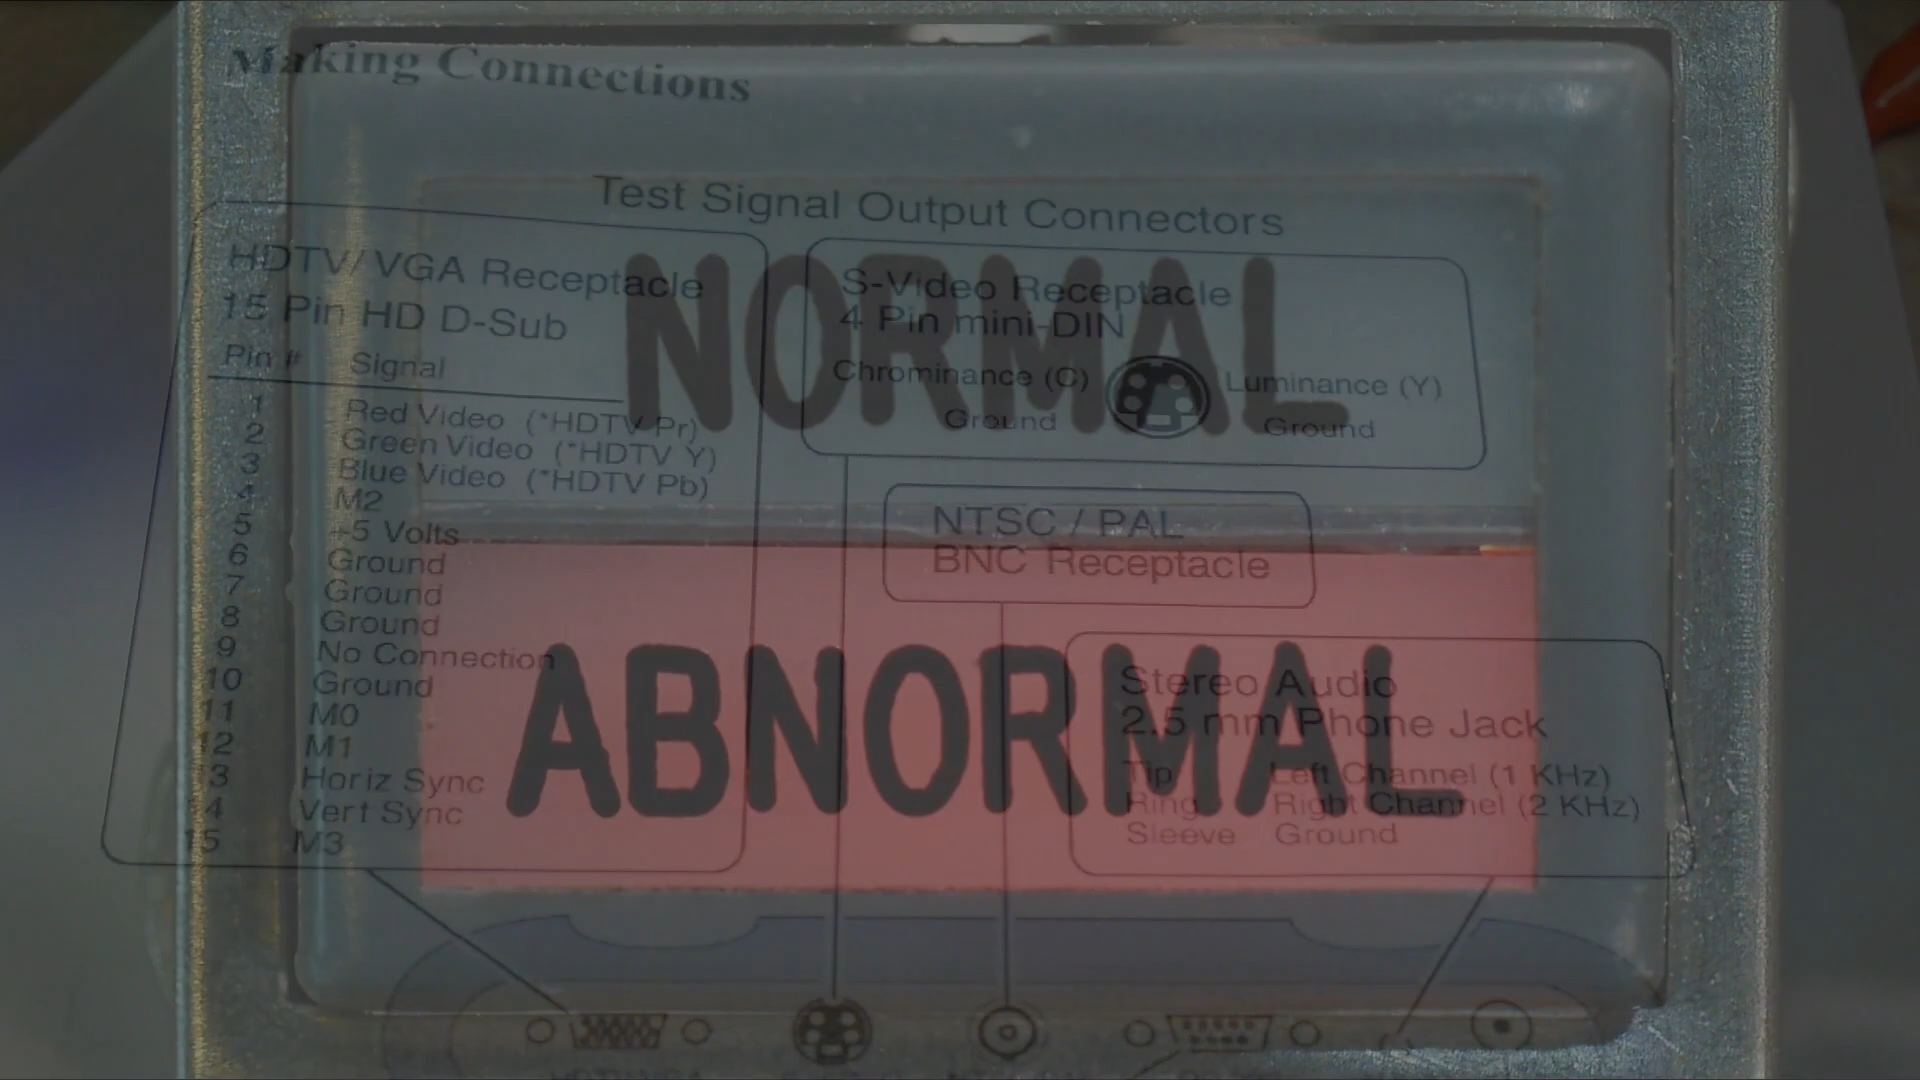 Making Connections
Test Signal Output Connectors
HDTV/VGA Receptacle
15 Pin HD D-Sub
Pin # Signal
1 Red Video (*HDTV Pr)
2 Green Video (*HDTV Y)
3 Blue Video (*HDTV Pb)
4 M2
5 +5 Volts
6 Ground
7 Ground
8 Ground
9 No Connection
10 Ground
11 M0
12 M1
13 Horiz Sync
14 Vert Sync
15 M3
S-Video Receptacle
4 Pin mini-DIN
Chrominance (C) Luminance (Y)
Ground Ground
NTSC / PAL
BNC Receptacle
Stereo Audio
2.5 mm Phone Jack
Tip Left Channel (1 KHz)
Ring Right Channel (2 KHz)
Sleeve Ground
NORMAL
ABNORMAL